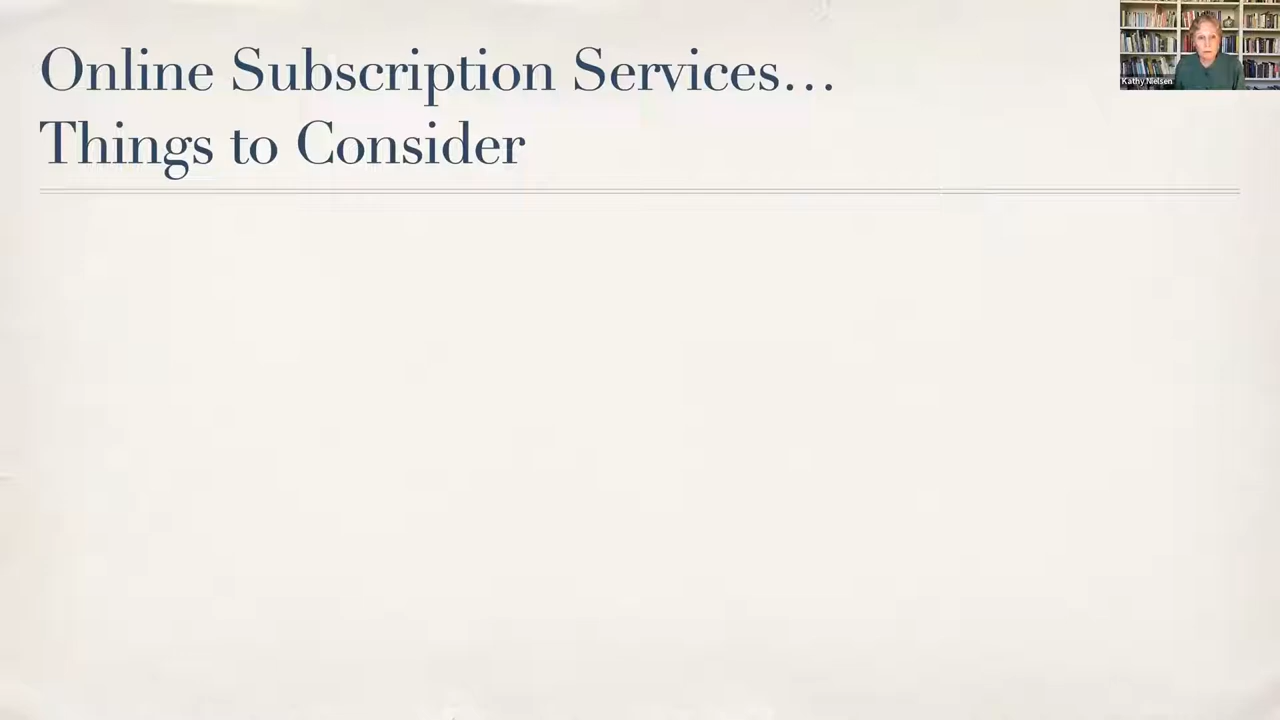 Online Subscription Services…
Things to Consider
Kathy Nielsen